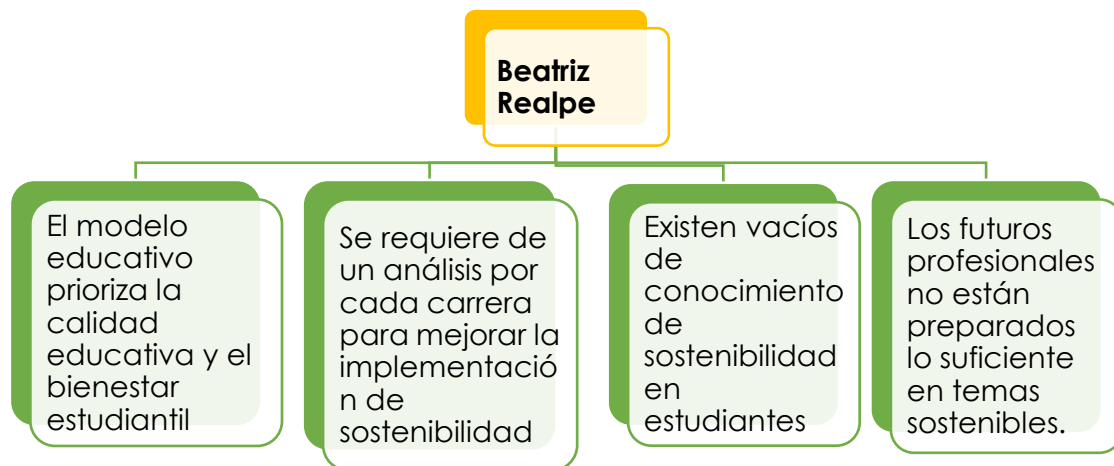 Beatriz
Realpe
El modelo
educativo
prioriza la
calidad
educativa y el
bienestar
estudiantil
Se requiere de
un análisis por
cada carrera
para mejorar la
implementació
n de
sostenibilidad
Existen vacíos
de
conocimiento
de
sostenibilidad
en
estudiantes
Los futuros
profesionales
no están
preparados
lo suficiente
en temas
sostenibles.